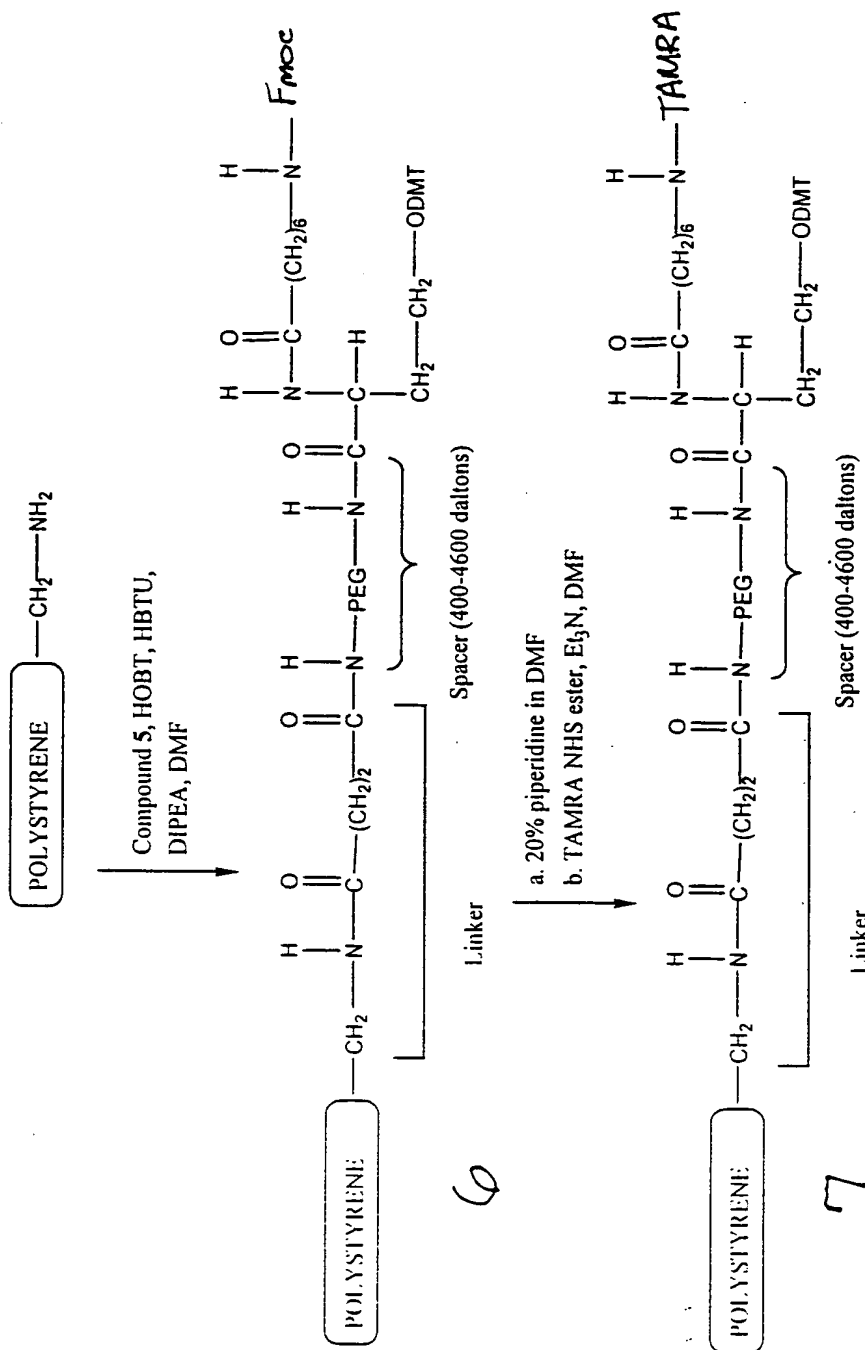 POLYSTYRENE —CH2—NH2
Compound 5, HOBT, HBTU,
DIPEA, DMF
H O
N—Fmoc
(CH2)6
H O H O O H
POLYSTYRENE —CH2—N—C—(CH2)2—C—N—PEG—N—C—C—H
N—C
CH2—CH2—ODMT
Linker
Spacer (400-4600 daltons)
6
a. 20% piperidine in DMF
b. TAMRA NHS ester, Et3N, DMF
H O
N—TAMRA
(CH2)6
H O H O O H
POLYSTYRENE —CH2—N—C—(CH2)2—C—N—PEG—N—C—C—H
N—C
CH2—CH2—ODMT
Linker
Spacer (400-4600 daltons)
7